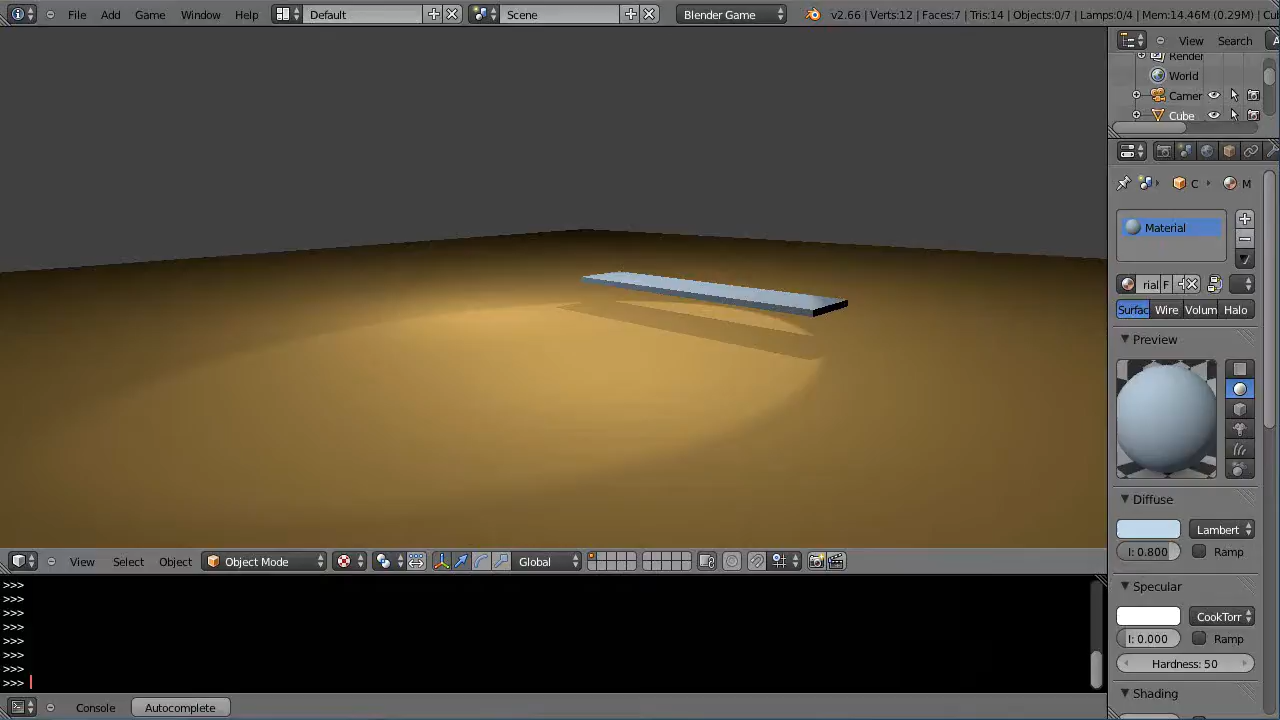 File Add Game Window Help Default Scene Blender Game v2.66 | Verts:12 | Faces:7 | Tris:14 | Objects:0/7 | Lamps:0/4 | Mem:14.46M (0.29M) | Cu
View Search
Render
World
Camer
Cube
C M
Material
rial F
Surfac Wire Volum Halo
Preview
Diffuse
Lambert
I: 0.800 Ramp
Specular
CookTorr
I: 0.000 Ramp
Hardness: 50
Shading
View Select Object Object Mode Global
>>>
>>>
>>>
>>>
>>>
>>>
>>>
>>>
Console Autocomplete